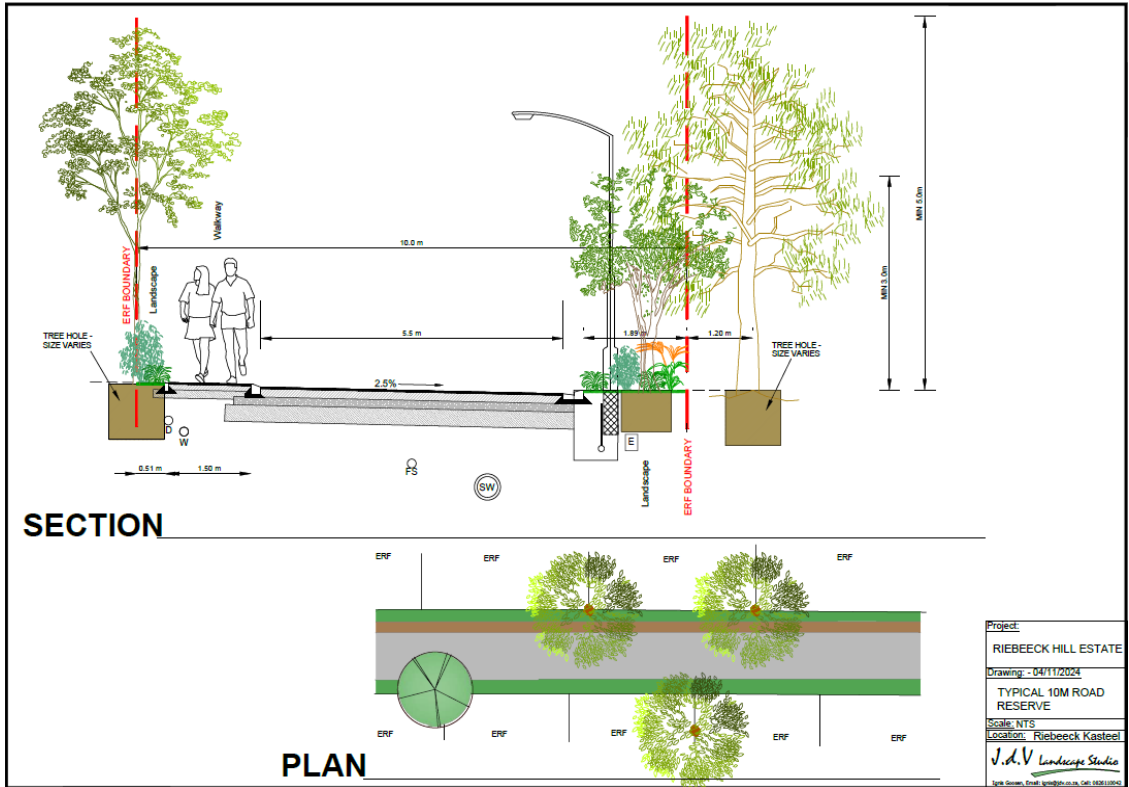 Walkway
10.0 m
ERF BOUNDARY
Landscape
MIN 5.0m
MIN 3.0m
TREE HOLE -
SIZE VARIES
5.5 m
1.89 m
1.20 m
TREE HOLE -
SIZE VARIES
2.5%
D
W
E
FS
SW
0.51 m
1.50 m
Landscape
ERF BOUNDARY
SECTION
ERF
ERF
ERF
ERF
ERF
ERF
ERF
ERF
ERF
PLAN
Project:
RIEBEECK HILL ESTATE
Drawing: - 04/11/2024
TYPICAL 10M ROAD
RESERVE
Scale: NTS
Location: Riebeeck Kasteel
J.d.V Landscape Studio